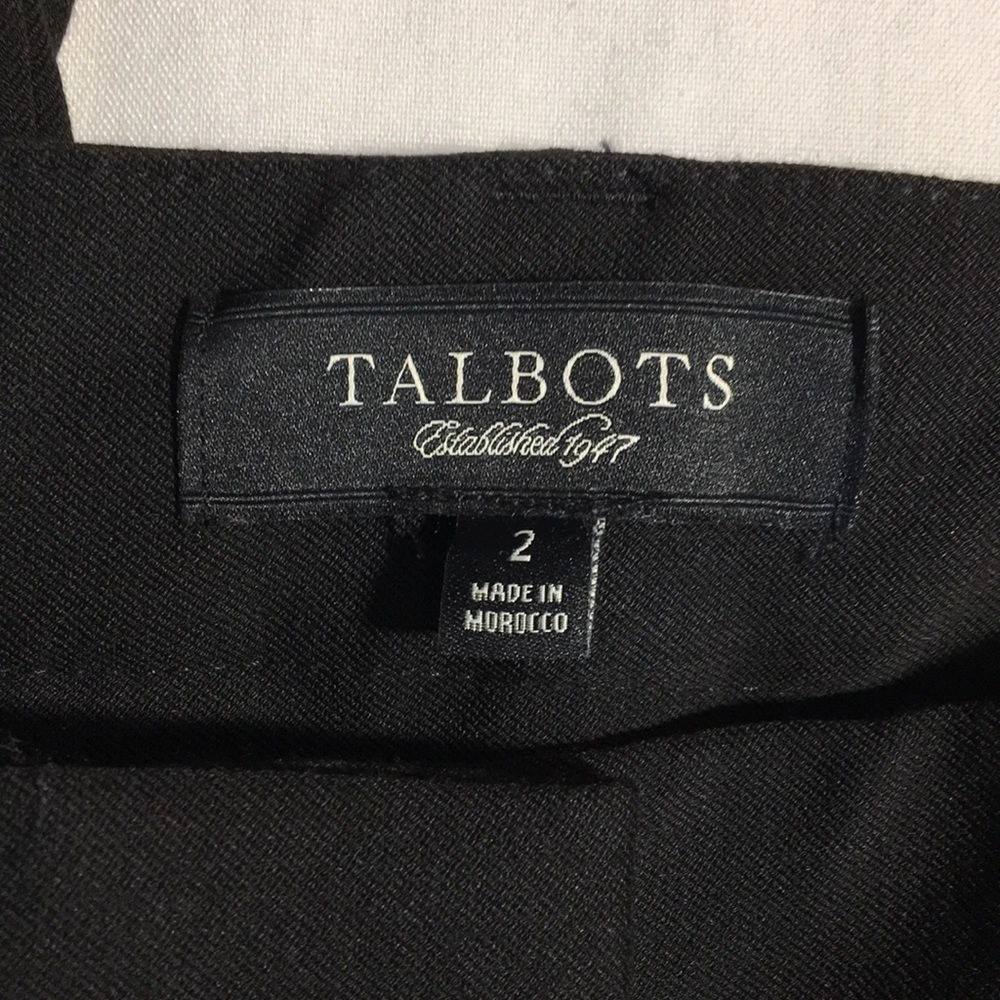 TALBOTS
Established 1947
2
MADE IN
MOROCCO